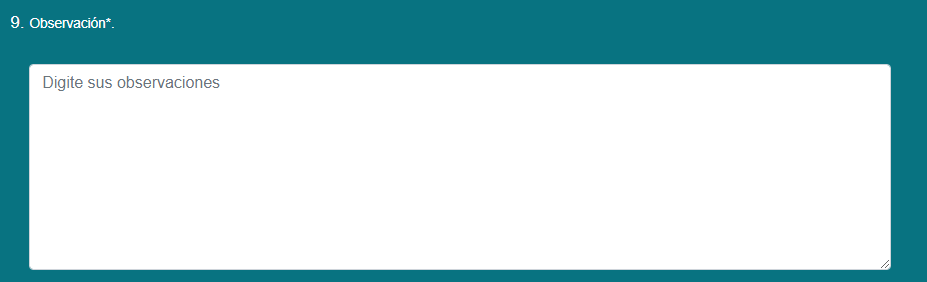 9. Observación*.
Digite sus observaciones